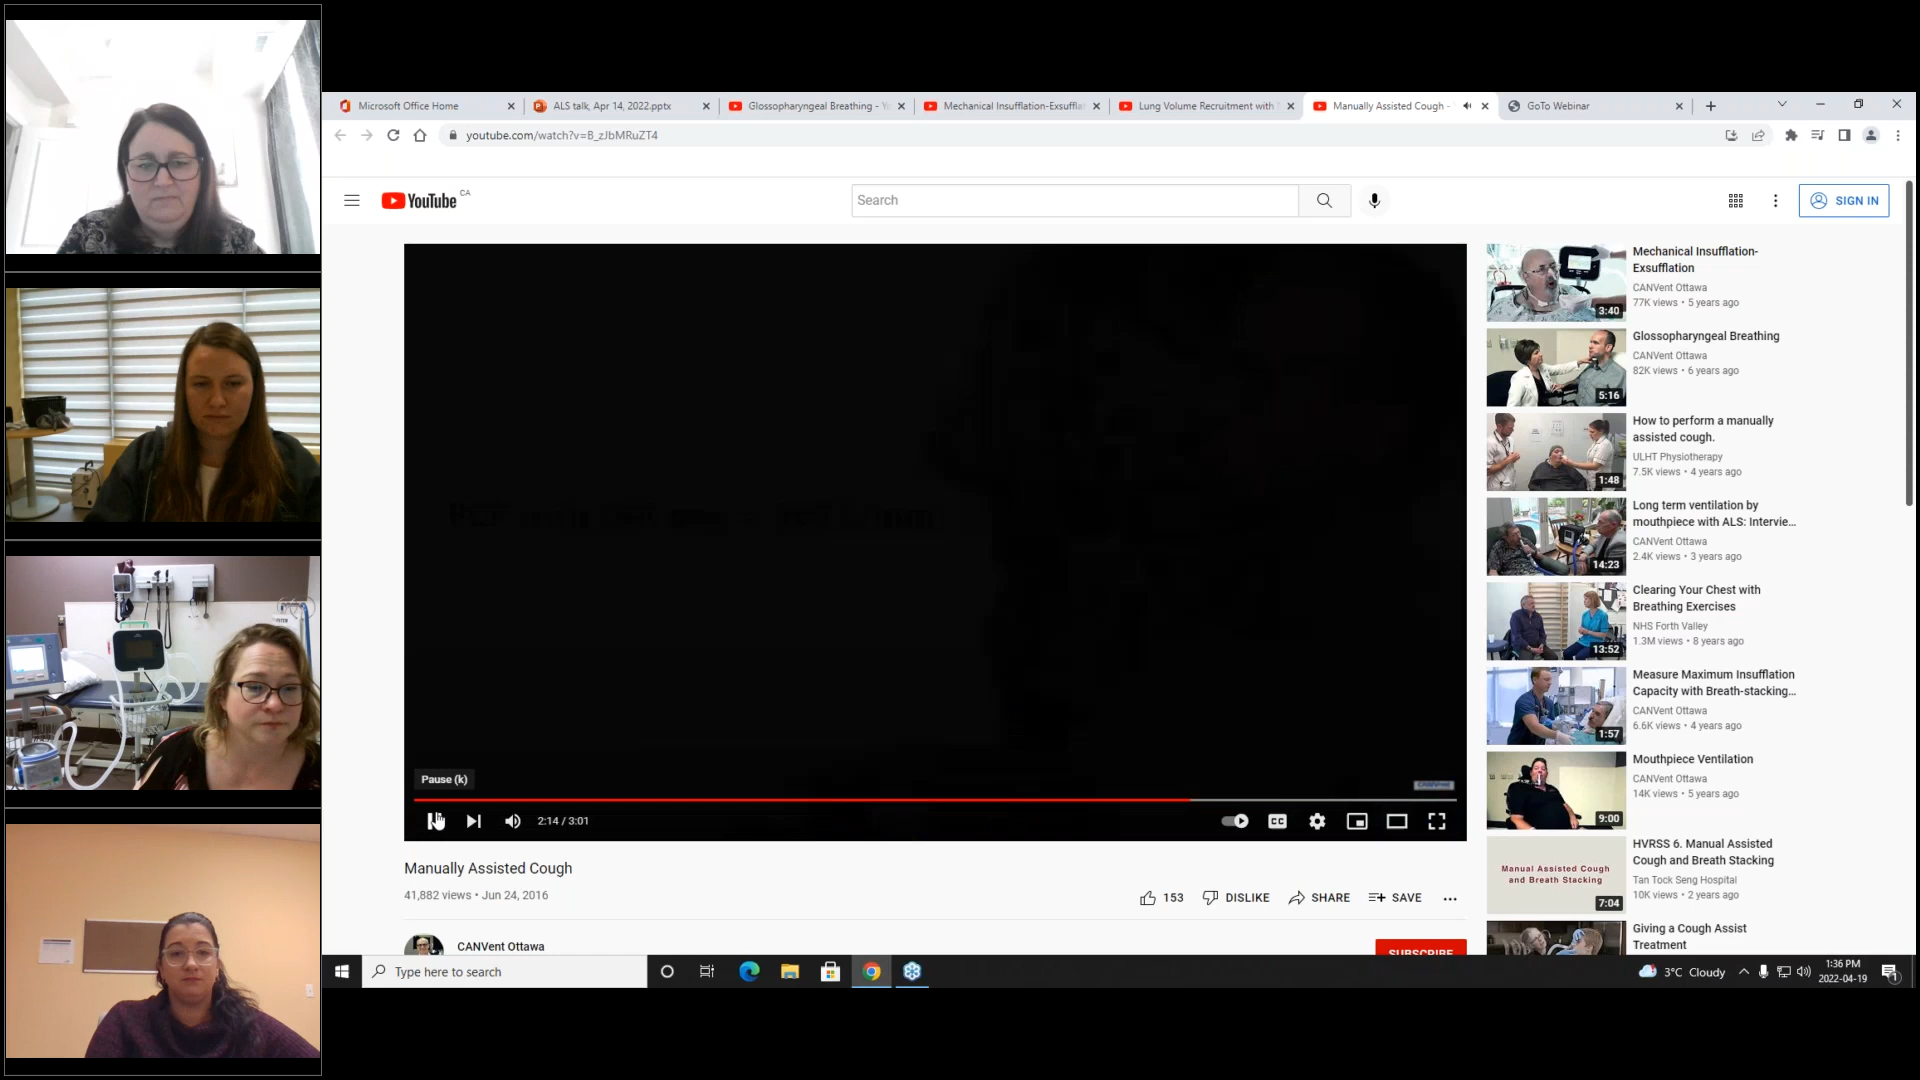 Microsoft Office Home
ALS talk, Apr 14, 2022.pptx
Glossopharyngeal Breathing -
Mechanical Insufflation-Exsuffla
Lung Volume Recruitment with
Manually Assisted Cough -
GoTo Webinar
youtube.com/watch?v=B_zJbMRuZT4
YouTube CA
Search
SIGN IN
Pause (k)
2:14 / 3:01
CC
Manually Assisted Cough
41,882 views • Jun 24, 2016
153
DISLIKE
SHARE
SAVE
CANVent Ottawa
SUBSCRIBE
Mechanical Insufflation-
Exsufflation
CANVent Ottawa
77K views • 5 years ago
3:40
Glossopharyngeal Breathing
CANVent Ottawa
82K views • 6 years ago
5:16
How to perform a manually
assisted cough.
ULHT Physiotherapy
7.5K views • 4 years ago
1:48
Long term ventilation by
mouthpiece with ALS: Intervie...
CANVent Ottawa
2.4K views • 3 years ago
14:23
Clearing Your Chest with
Breathing Exercises
NHS Forth Valley
1.3M views • 8 years ago
13:52
Measure Maximum Insufflation
Capacity with Breath-stacking...
CANVent Ottawa
6.6K views • 4 years ago
1:57
Mouthpiece Ventilation
CANVent Ottawa
14K views • 5 years ago
9:00
Manual Assisted Cough
and Breath Stacking
HVRSS 6. Manual Assisted
Cough and Breath Stacking
Tan Tock Seng Hospital
10K views • 2 years ago
7:04
Giving a Cough Assist
Treatment
Type here to search
3°C Cloudy
1:36 PM
2022-04-19
1